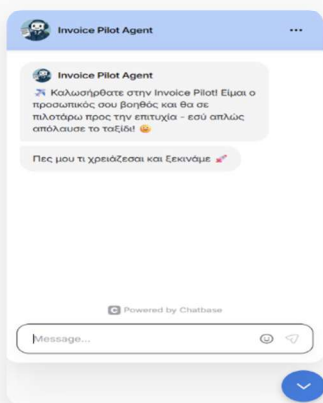 Invoice Pilot Agent
Invoice Pilot Agent
✈️ Καλωσήρθατε στην Invoice Pilot! Είμαι ο
προσωπικός σου βοηθός και θα σε
πιλοτάρω προς την επιτυχία - εσύ απλώς
απόλαυσε το ταξίδι! 🤗
Πες μου τι χρειάζεσαι και ξεκινάμε 🚀
Powered by Chatbase
Message...